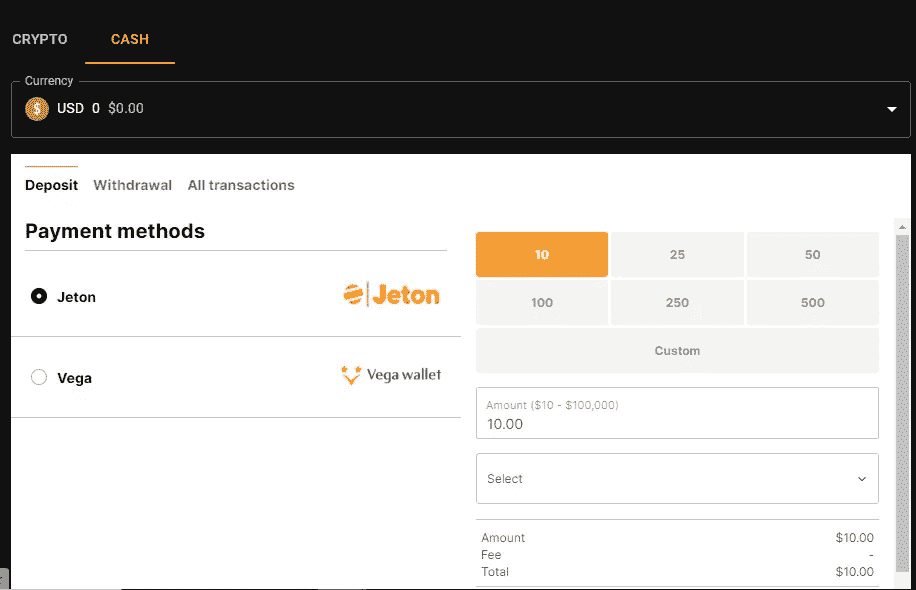 CRYPTO CASH
Currency
USD 0 $0.00
Deposit Withdrawal All transactions
Payment methods
Jeton Jeton
Vega Vega wallet
10 25 50
100 250 500
Custom
Amount ($10 - $100,000)
10.00
Select
Amount $10.00
Fee -
Total $10.00